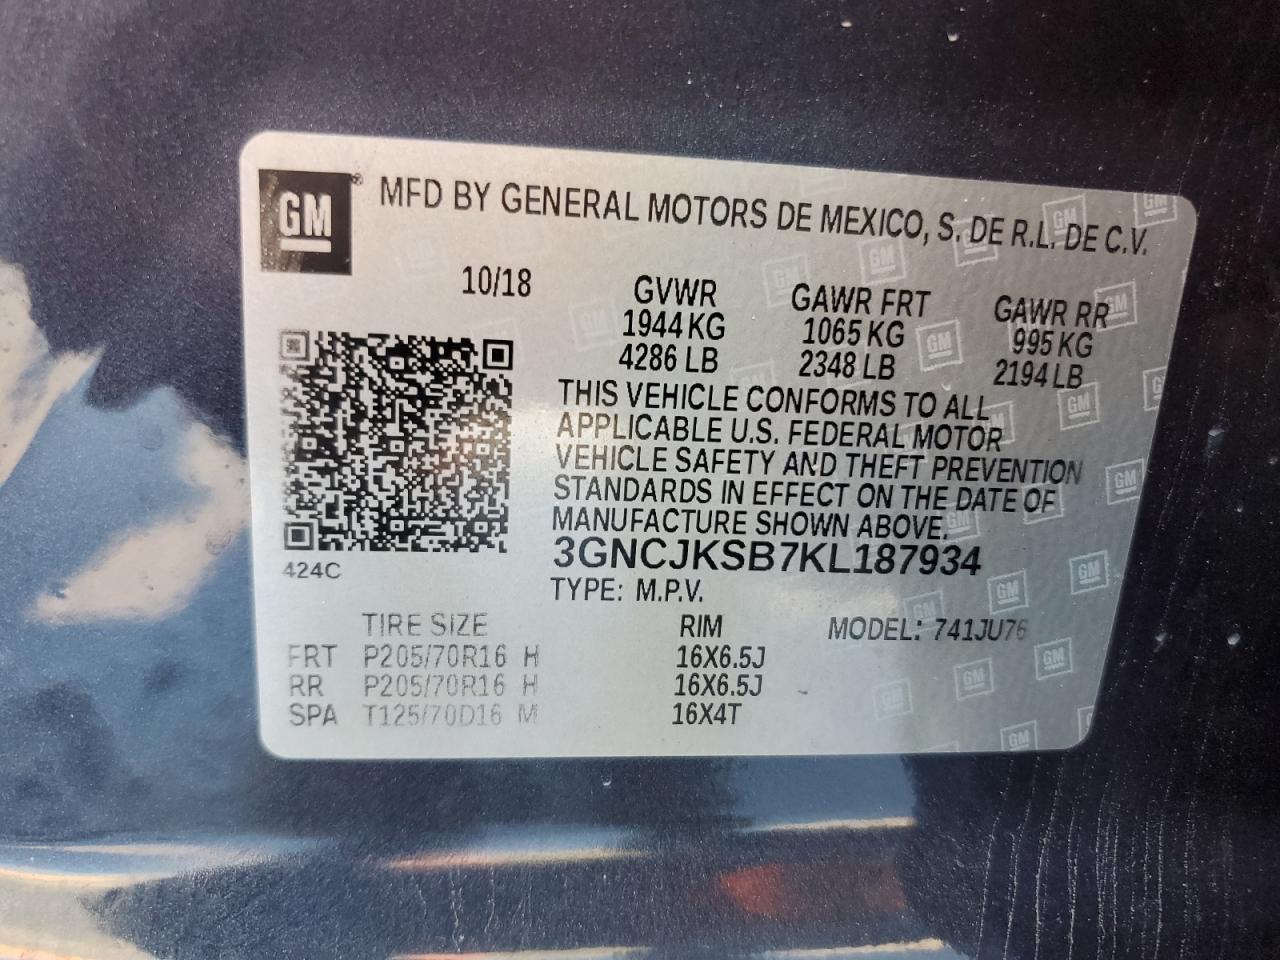 GM® MFD BY GENERAL MOTORS DE MEXICO, S. DE R.L. DE C.V.
10/18 GVWR GAWR FRT GAWR RR
1944 KG 1065 KG 995 KG
4286 LB 2348 LB 2194 LB
THIS VEHICLE CONFORMS TO ALL
APPLICABLE U.S. FEDERAL MOTOR
VEHICLE SAFETY AND THEFT PREVENTION
STANDARDS IN EFFECT ON THE DATE OF
MANUFACTURE SHOWN ABOVE.
3GNCJKSB7KL187934
424C
TYPE: M.P.V.
TIRE SIZE RIM MODEL: 741JU76
FRT P205/70R16 H 16X6.5J
RR P205/70R16 H 16X6.5J
SPA T125/70D16 M 16X4T